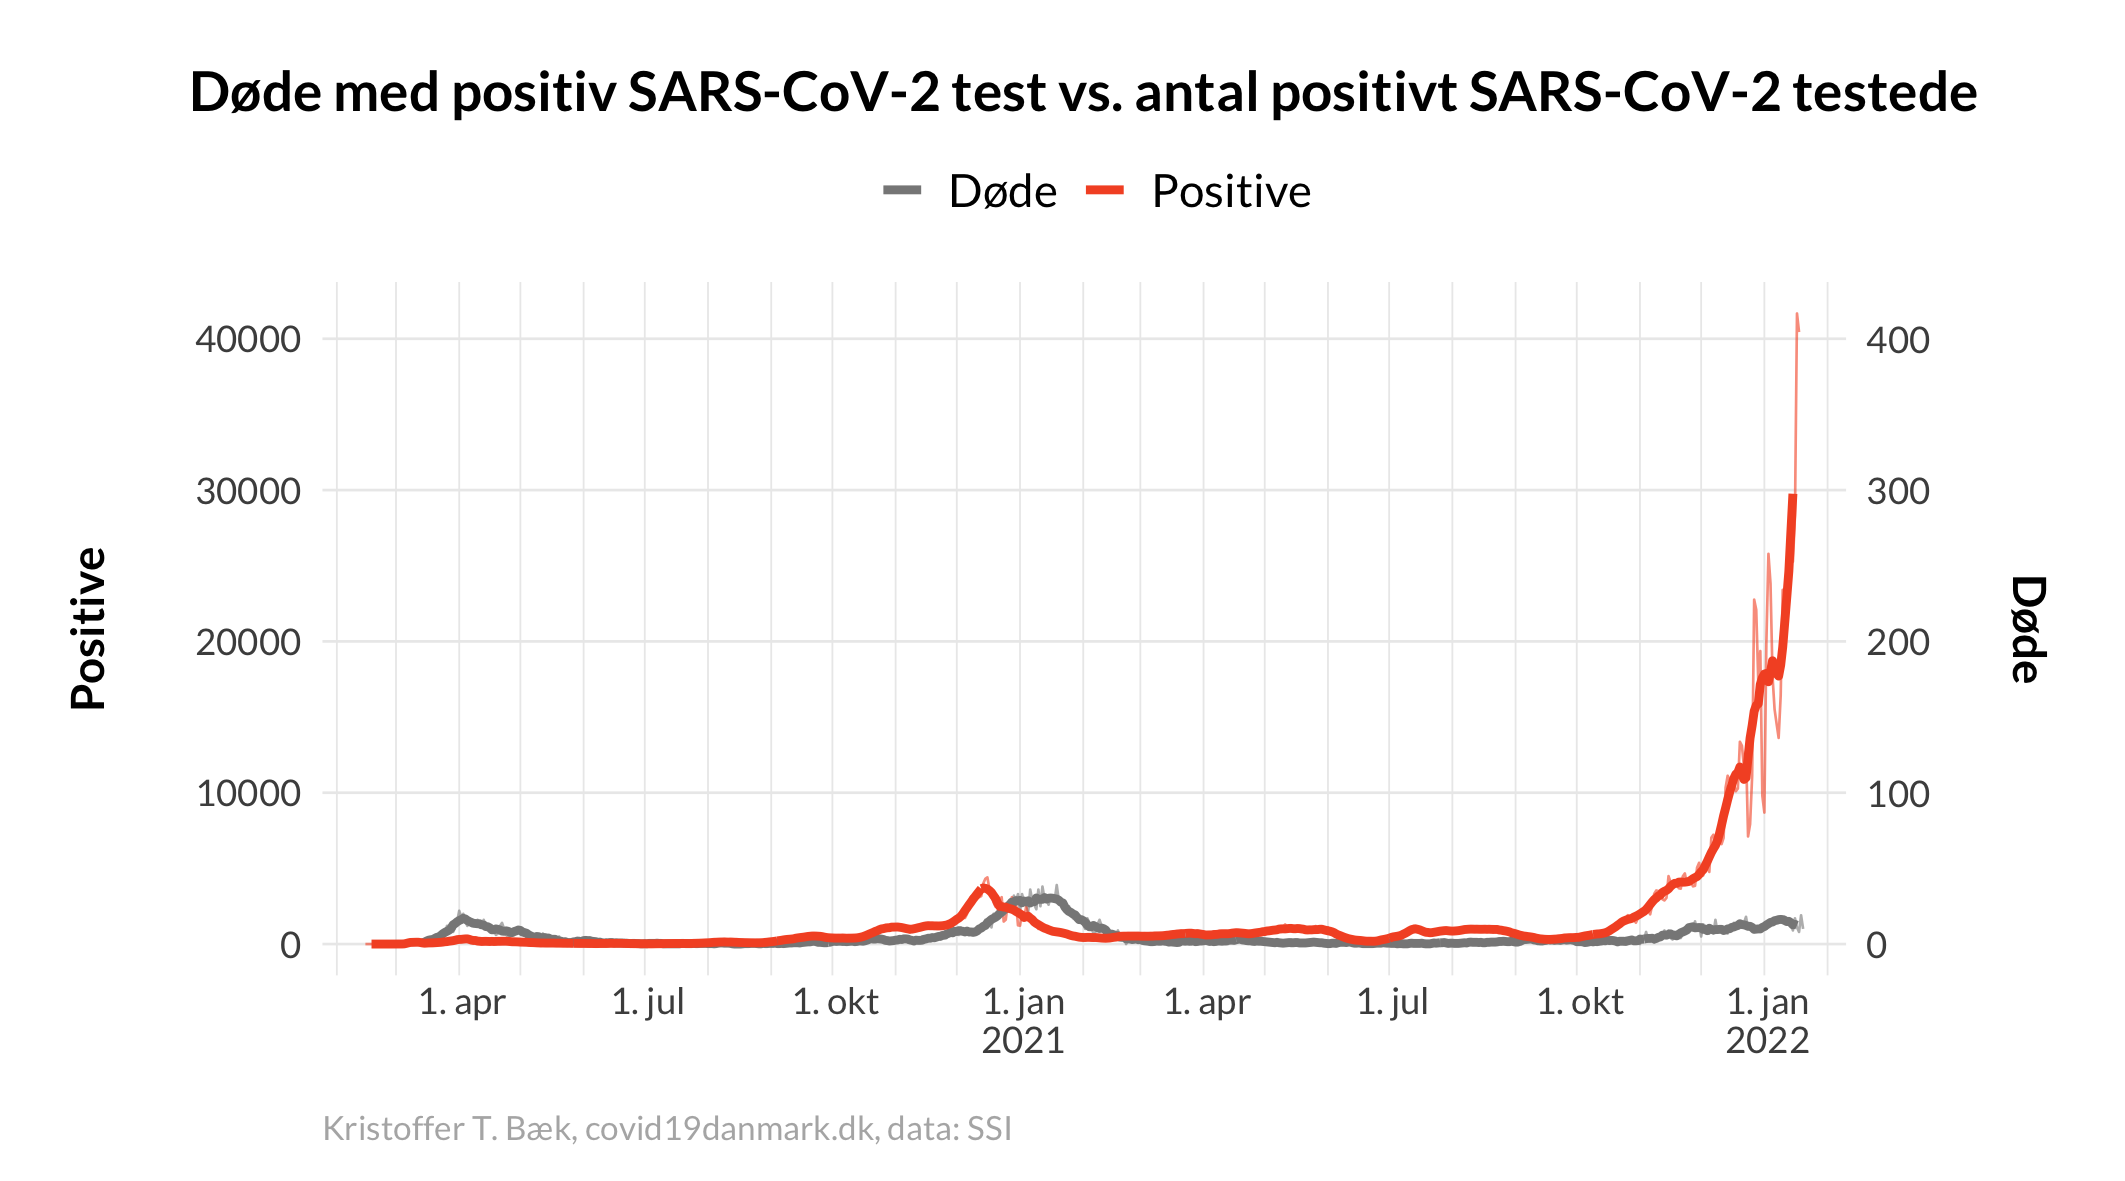 Døde med positiv SARS-CoV-2 test vs. antal positivt SARS-CoV-2 testede
Døde Positive
Positive
40000
30000
20000
10000
0
400
300
200
100
0
Døde
1. apr 1. jul 1. okt 1. jan 1. apr 1. jul 1. okt 1. jan
2021 2022
Kristoffer T. Bæk, covid19danmark.dk, data: SSI